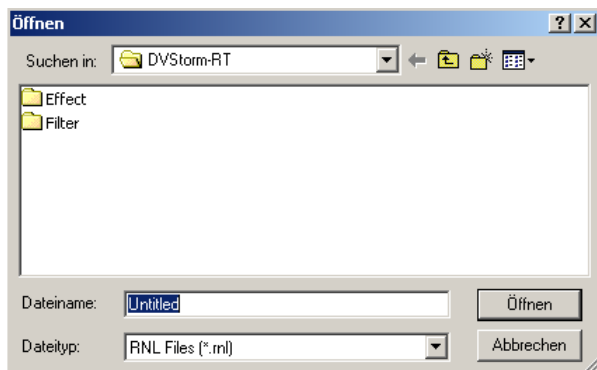 Öffnen
Suchen in: DVStorm-RT
Effect
Filter
Dateiname: Untitled Öffnen
Dateityp: RNL Files (*.rnl) Abbrechen